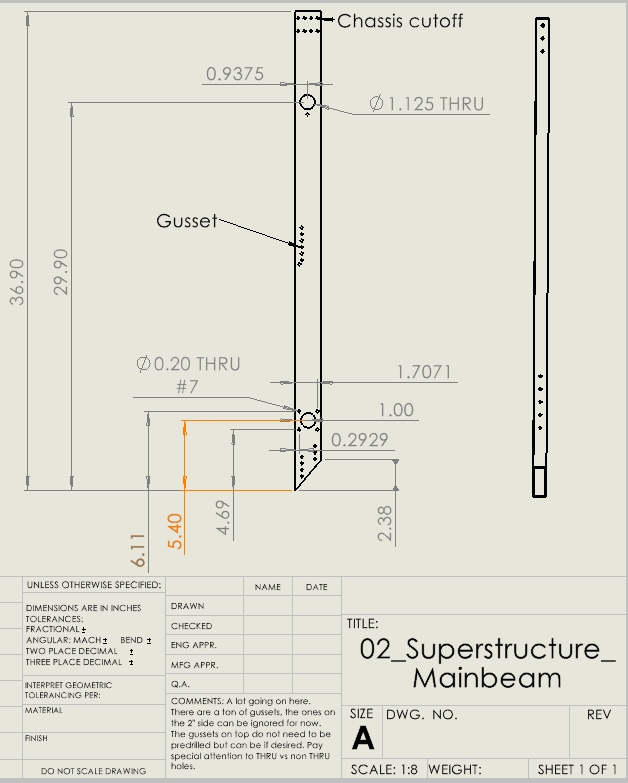 Chassis cutoff
0.9375
Ø1.125 THRU
Gusset
36.90
29.90
Ø0.20 THRU
#7
1.7071
1.00
0.2929
6.11
5.40
4.69
2.38
UNLESS OTHERWISE SPECIFIED:
DIMENSIONS ARE IN INCHES
TOLERANCES:
FRACTIONAL ±
ANGULAR: MACH ± BEND ±
TWO PLACE DECIMAL ±
THREE PLACE DECIMAL ±
INTERPRET GEOMETRIC
TOLERANCING PER:
MATERIAL
FINISH
DO NOT SCALE DRAWING
NAME DATE
DRAWN
CHECKED
ENG APPR.
MFG APPR.
Q.A.
COMMENTS: A lot going on here.
There are a ton of gussets, the ones on
the 2" side can be ignored for now.
The gussets on top do not need to be
predrilled but can be if desired. Pay
special attention to THRU vs non THRU
holes.
TITLE:
02_Superstructure_
Mainbeam
SIZE DWG. NO. REV
A
SCALE: 1:8 WEIGHT: SHEET 1 OF 1